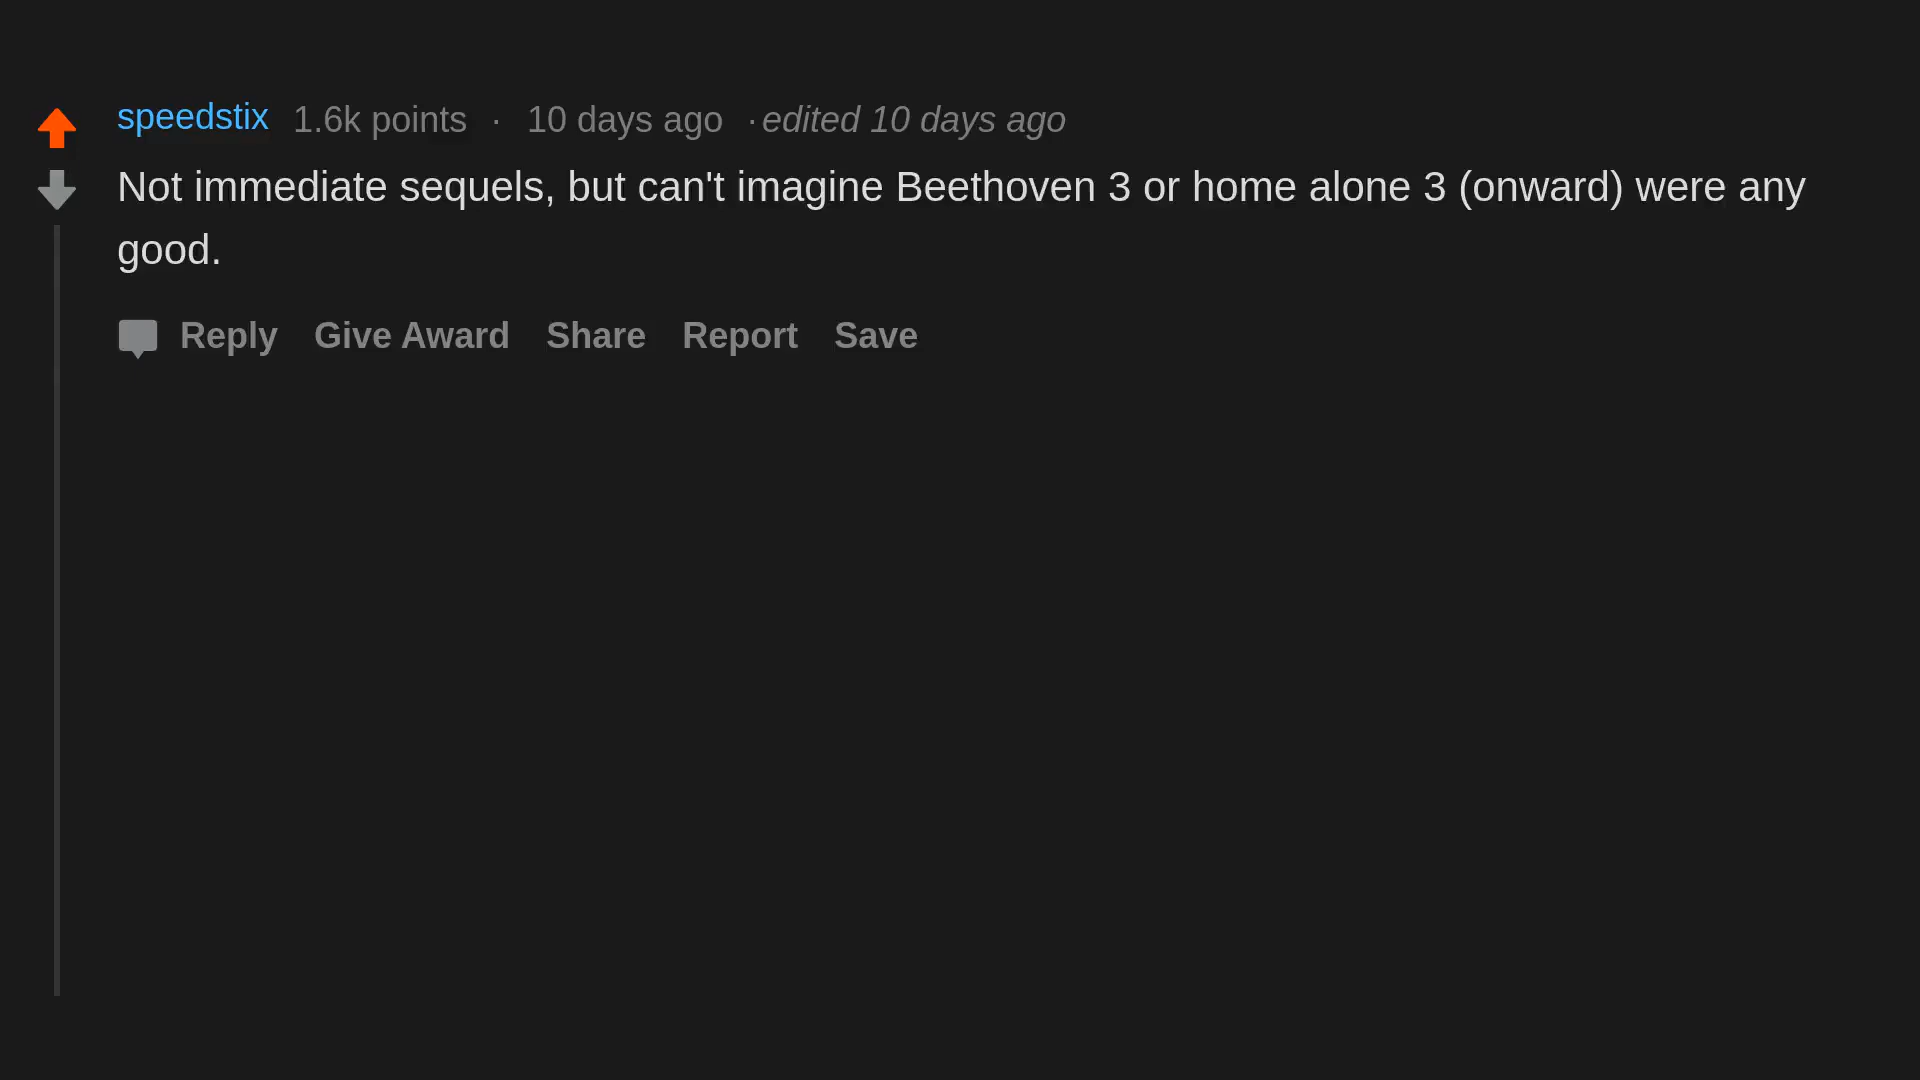 speedstix 1.6k points · 10 days ago · edited 10 days ago
Not immediate sequels, but can't imagine Beethoven 3 or home alone 3 (onward) were any
good.
Reply Give Award Share Report Save